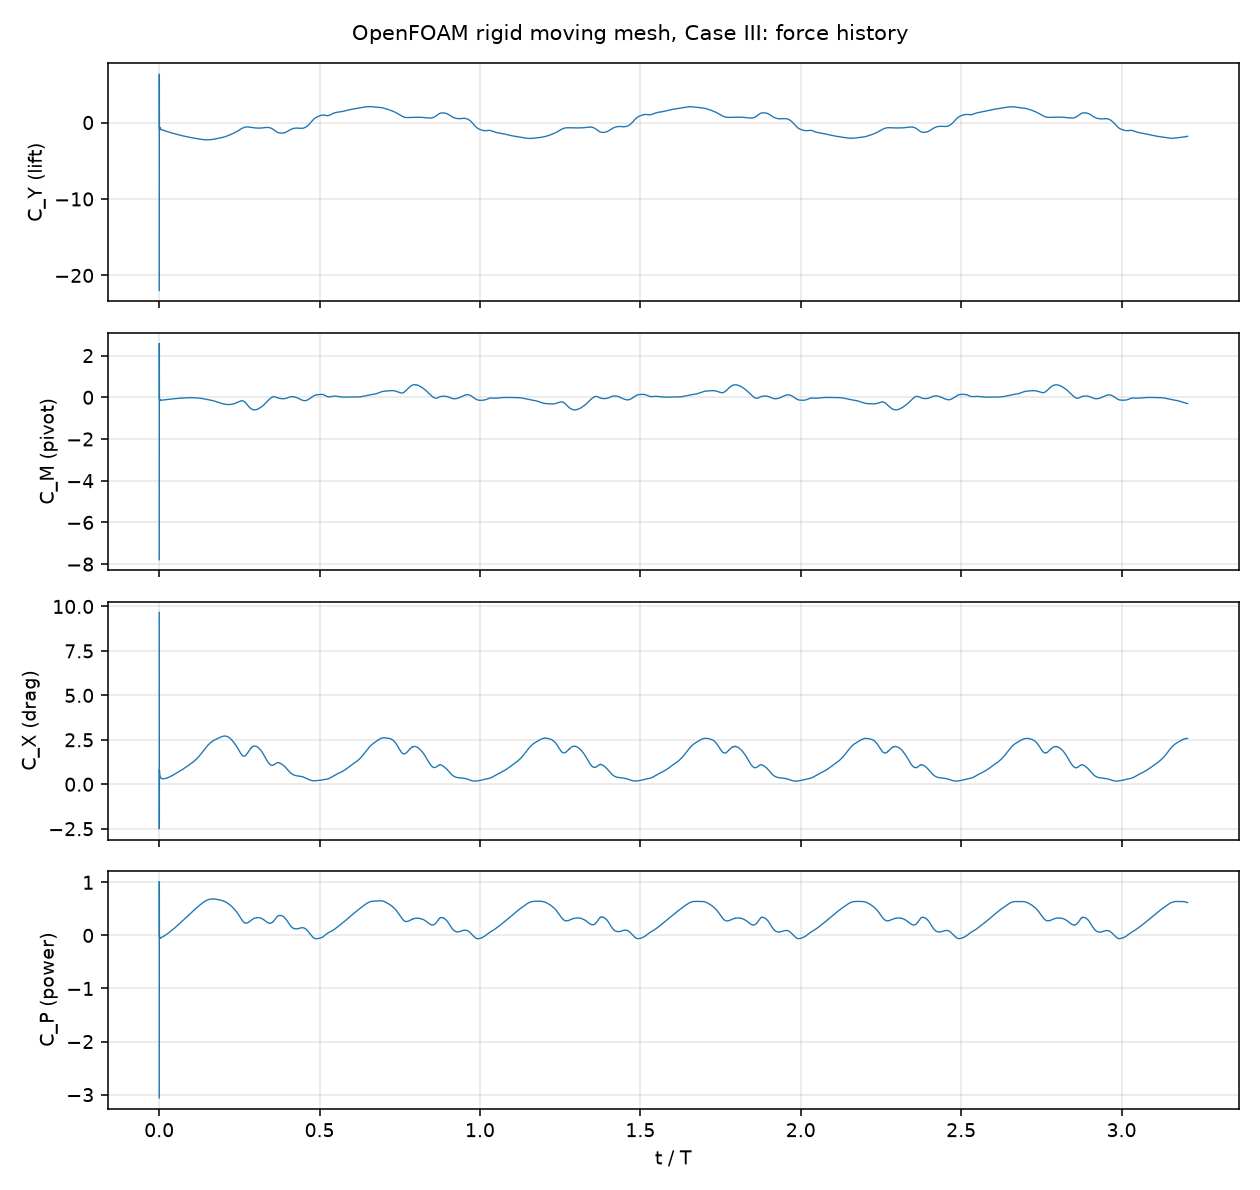 OpenFOAM rigid moving mesh, Case III: force history
C_Y (lift)
0
−10
−20
C_M (pivot)
2
0
−2
−4
−6
−8
C_X (drag)
10.0
7.5
5.0
2.5
0.0
−2.5
C_P (power)
1
0
−1
−2
−3
0.0 0.5 1.0 1.5 2.0 2.5 3.0
t / T